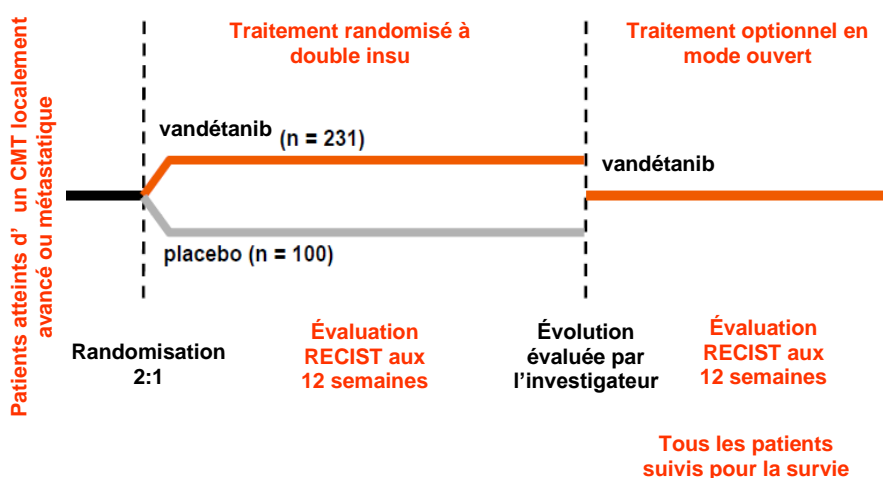 Patients atteints d’ un CMT localement
avancé ou métastatique
Traitement randomisé à
double insu
Traitement optionnel en
mode ouvert
vandétanib (n = 231)
vandétanib
placebo (n = 100)
Randomisation
2:1
Évaluation
RECIST aux
12 semaines
Évolution
évaluée par
l’investigateur
Évaluation
RECIST aux
12 semaines
Tous les patients
suivis pour la survie